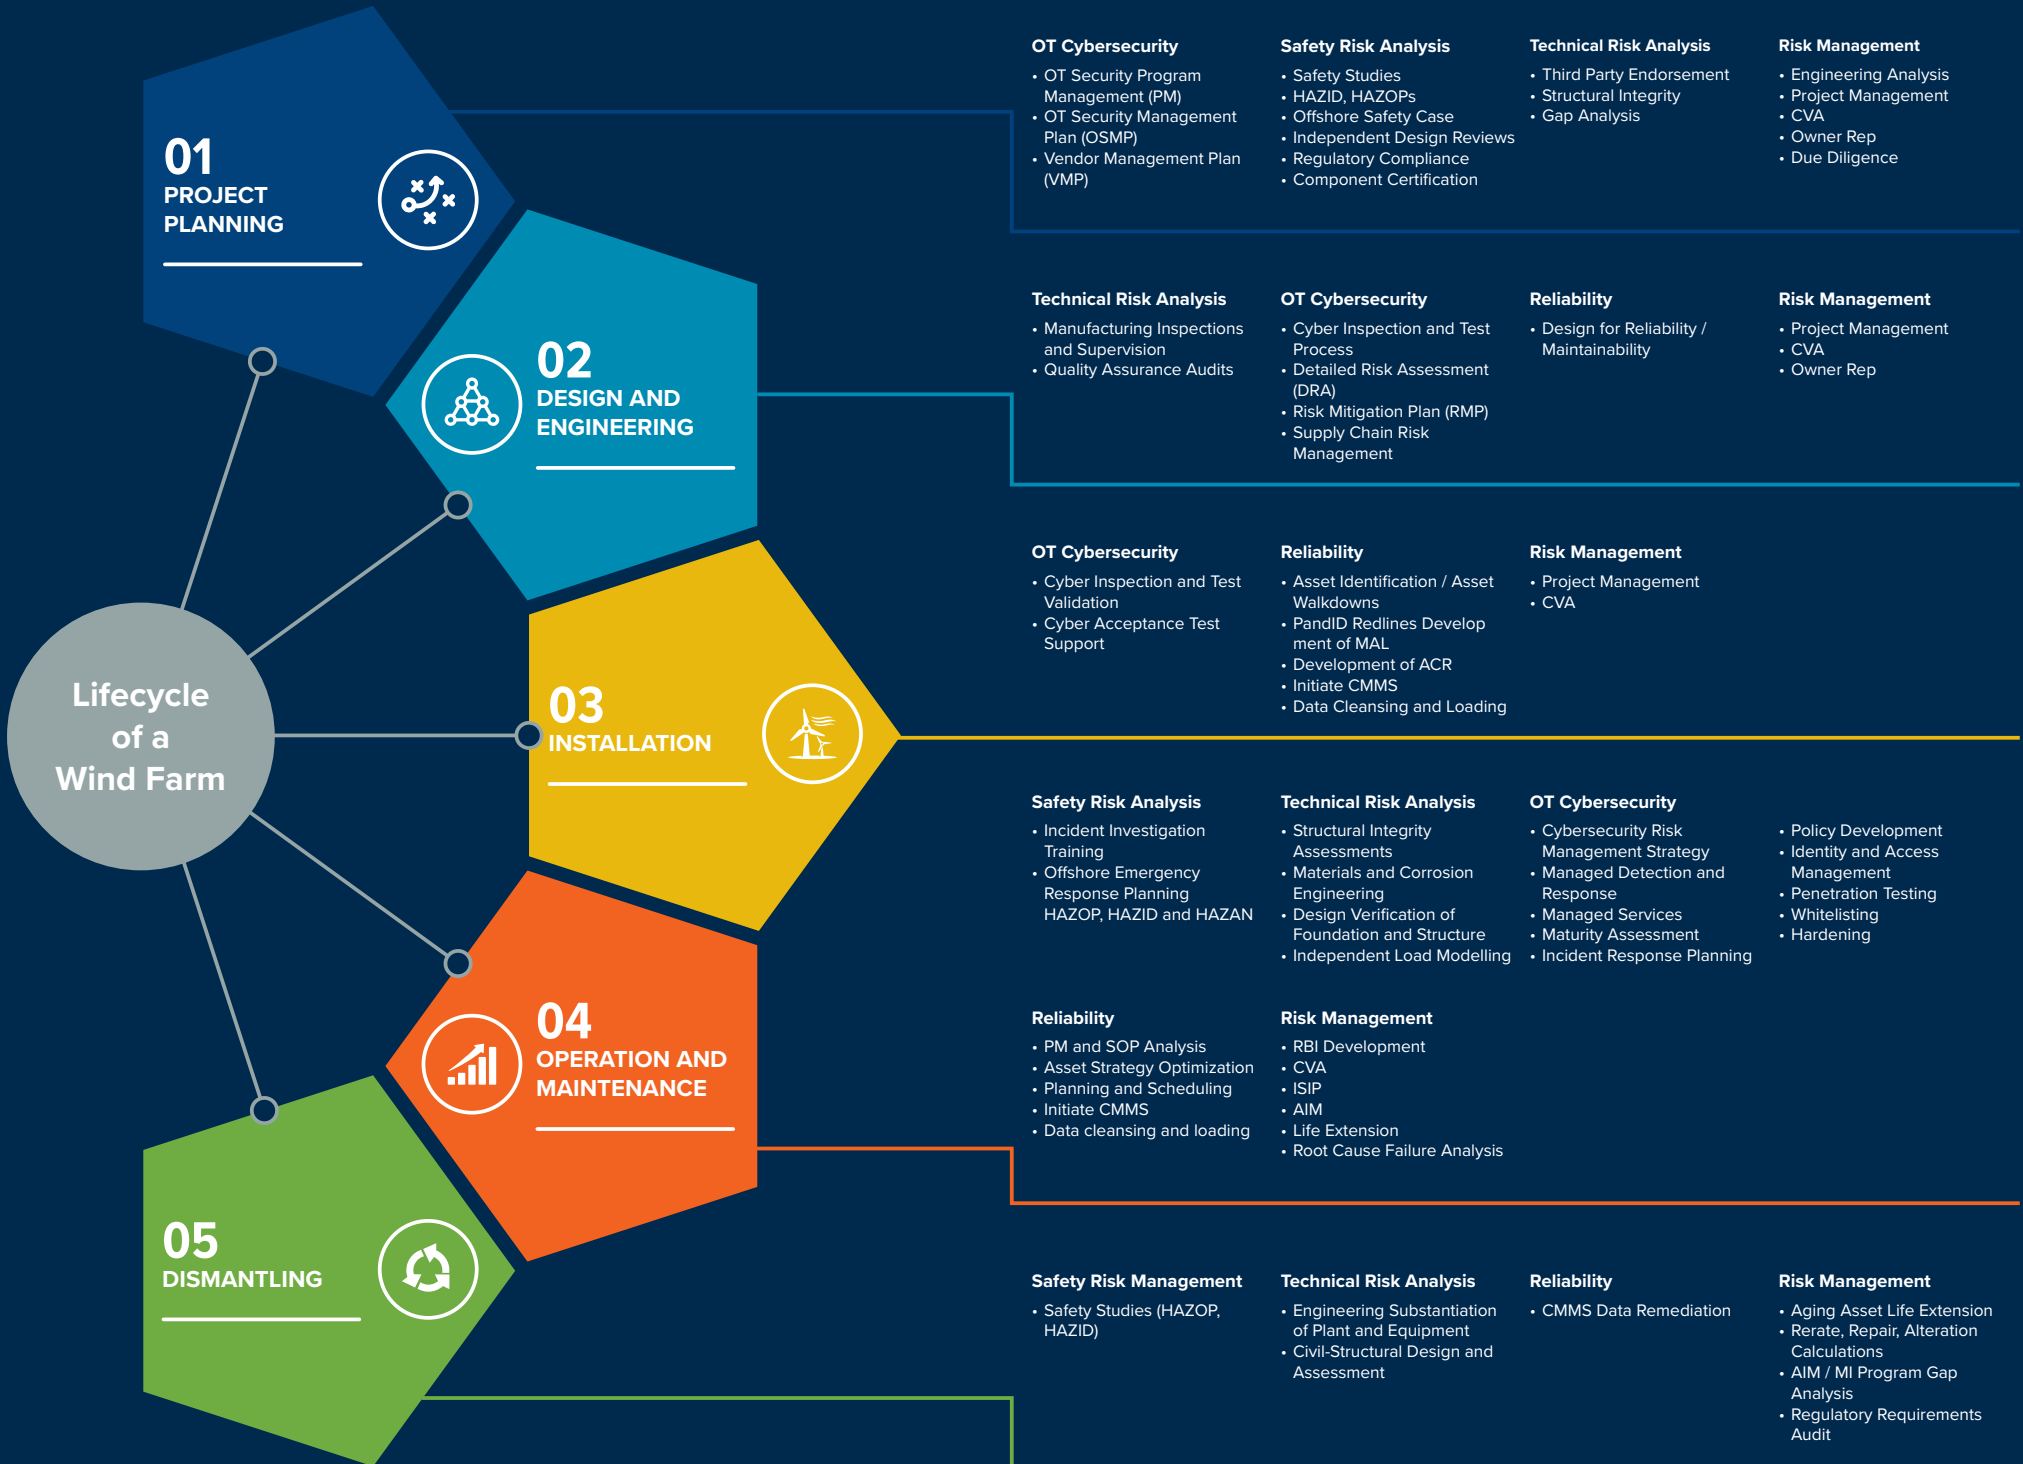 Lifecycle
of a
Wind Farm
01
PROJECT
PLANNING
OT Cybersecurity
• OT Security Program
Management (PM)
• OT Security Management
Plan (OSMP)
• Vendor Management Plan
(VMP)
Safety Risk Analysis
• Safety Studies
• HAZID, HAZOPs
• Offshore Safety Case
• Independent Design Reviews
• Regulatory Compliance
• Component Certification
Technical Risk Analysis
• Third Party Endorsement
• Structural Integrity
• Gap Analysis
Risk Management
• Engineering Analysis
• Project Management
• CVA
• Owner Rep
• Due Diligence
02
DESIGN AND
ENGINEERING
Technical Risk Analysis
• Manufacturing Inspections
and Supervision
• Quality Assurance Audits
OT Cybersecurity
• Cyber Inspection and Test
Process
• Detailed Risk Assessment
(DRA)
• Risk Mitigation Plan (RMP)
• Supply Chain Risk
Management
Reliability
• Design for Reliability /
Maintainability
Risk Management
• Project Management
• CVA
• Owner Rep
03
INSTALLATION
OT Cybersecurity
• Cyber Inspection and Test
Validation
• Cyber Acceptance Test
Support
Reliability
• Asset Identification / Asset
Walkdowns
• PandID Redlines Develop
ment of MAL
• Development of ACR
• Initiate CMMS
• Data Cleansing and Loading
Risk Management
• Project Management
• CVA
04
OPERATION AND
MAINTENANCE
Safety Risk Analysis
• Incident Investigation
Training
• Offshore Emergency
Response Planning
HAZOP, HAZID and HAZAN
Technical Risk Analysis
• Structural Integrity
Assessments
• Materials and Corrosion
Engineering
• Design Verification of
Foundation and Structure
• Independent Load Modelling
OT Cybersecurity
• Cybersecurity Risk
Management Strategy
• Managed Detection and
Response
• Managed Services
• Maturity Assessment
• Incident Response Planning
• Policy Development
• Identity and Access
Management
• Penetration Testing
• Whitelisting
• Hardening
Reliability
• PM and SOP Analysis
• Asset Strategy Optimization
• Planning and Scheduling
• Initiate CMMS
• Data cleansing and loading
Risk Management
• RBI Development
• CVA
• ISIP
• AIM
• Life Extension
• Root Cause Failure Analysis
05
DISMANTLING
Safety Risk Management
• Safety Studies (HAZOP,
HAZID)
Technical Risk Analysis
• Engineering Substantiation
of Plant and Equipment
• Civil-Structural Design and
Assessment
Reliability
• CMMS Data Remediation
Risk Management
• Aging Asset Life Extension
• Rerate, Repair, Alteration
Calculations
• AIM / MI Program Gap
Analysis
• Regulatory Requirements
Audit